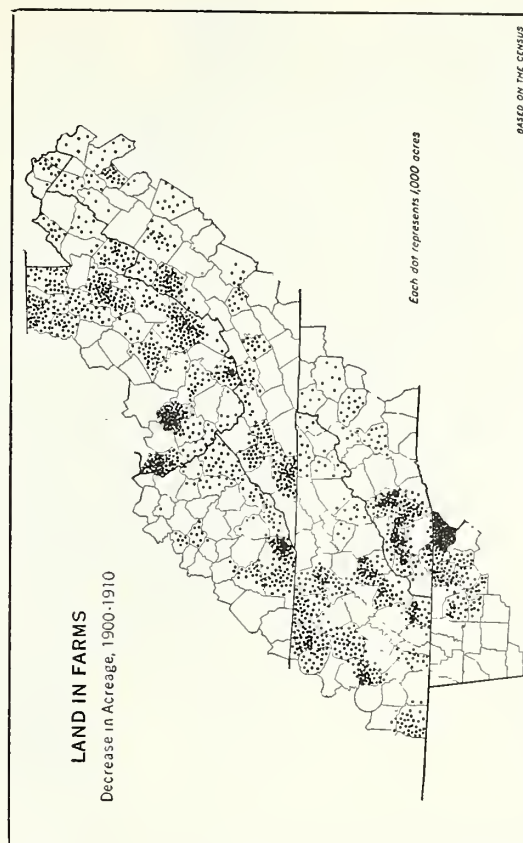 LAND IN FARMS
Decrease in Acreage, 1900-1910
Each dot represents 1,000 acres
BASED ON THE CENSUS